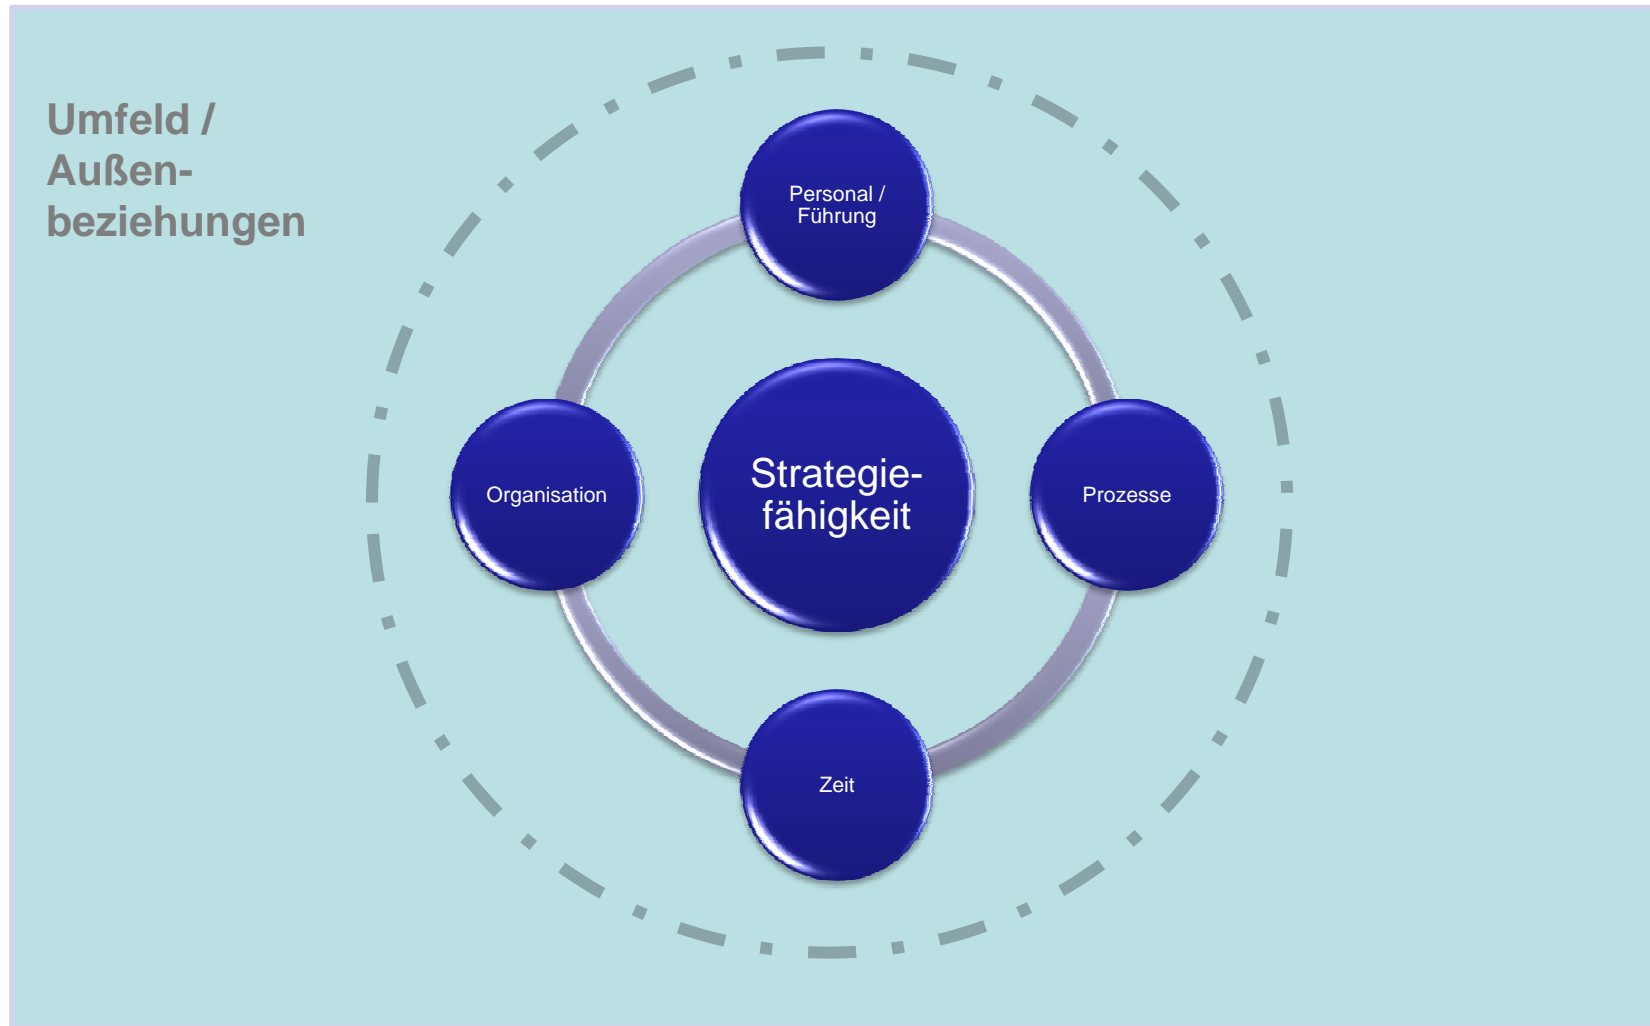 Umfeld /
Außen-
beziehungen
Personal /
Führung
Organisation
Strategie-
fähigkeit
Prozesse
Zeit